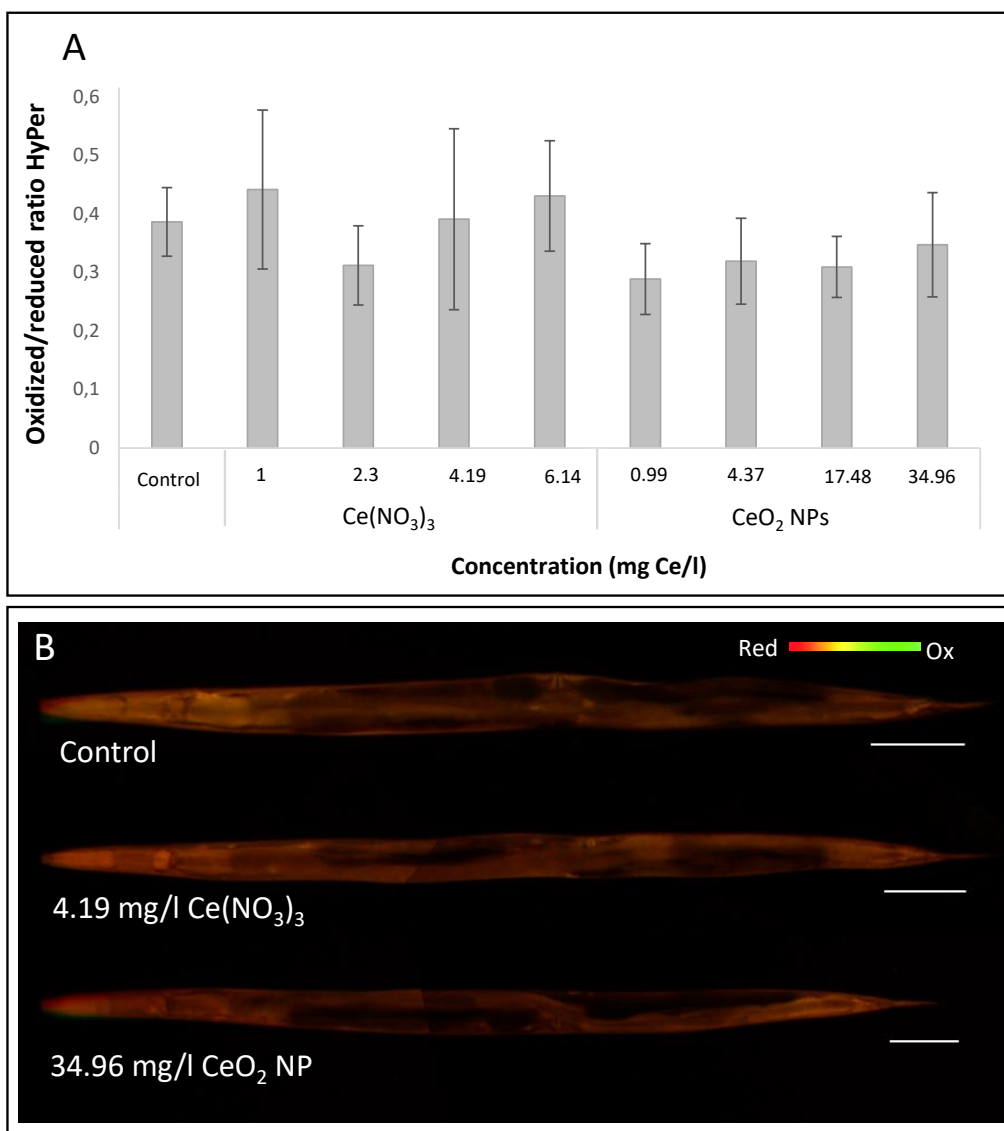 A
Oxidized/reduced ratio HyPer
0,6
0,5
0,4
0,3
0,2
0,1
0
Control 1 2.3 4.19 6.14 0.99 4.37 17.48 34.96
Ce(NO₃)₃ CeO₂ NPs
Concentration (mg Ce/l)
B
Red Ox
Control
4.19 mg/l Ce(NO₃)₃
34.96 mg/l CeO₂ NP